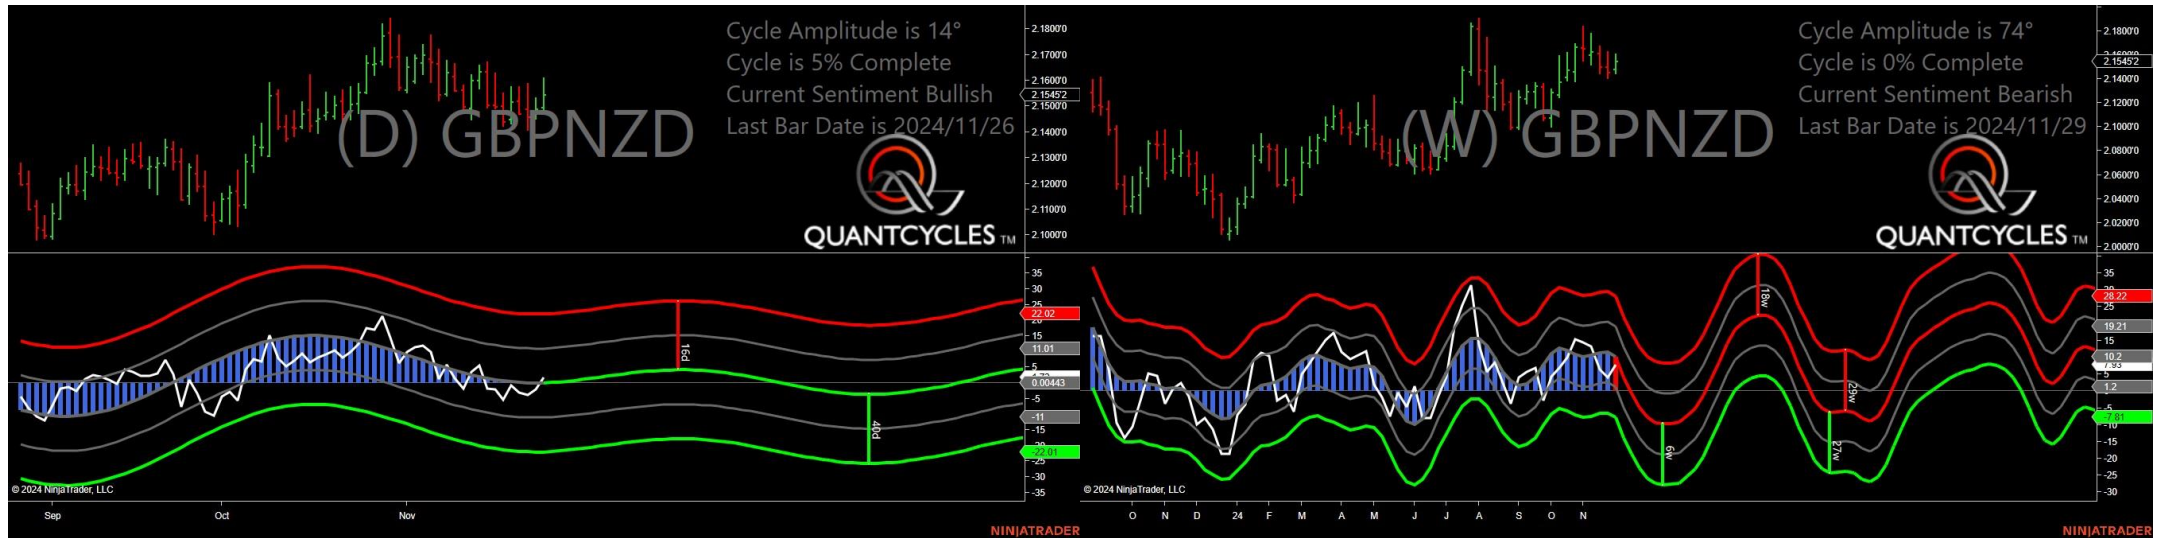 Cycle Amplitude is 14°
Cycle is 5% Complete
Current Sentiment Bullish
Last Bar Date is 2024/11/26
(D) GBPNZD
QUANTCYCLES TM
2.1800'0
2.1700'0
2.1600'0
2.1545'2
2.1500'0
2.1400'0
2.1300'0
2.1200'0
2.1100'0
2.1000'0
35
30
25
22.02
20
15
11.01
5
0.00443
-5
-11
-15
-22.01
-25
-30
-35
16d
40d
© 2024 NinjaTrader, LLC
Sep
Oct
Nov
NINJATRADER
Cycle Amplitude is 74°
Cycle is 0% Complete
Current Sentiment Bearish
Last Bar Date is 2024/11/29
(W) GBPNZD
QUANTCYCLES TM
2.1800'0
2.1545'2
2.1400'0
2.1200'0
2.1000'0
2.0800'0
2.0600'0
2.0400'0
2.0200'0
2.0000'0
35
28.22
25
19.21
15
10.2
7.93
5
1.2
-5
-7.81
-10
-15
-20
-25
-30
18w
29w
6w
27w
© 2024 NinjaTrader, LLC
O
N
D
24
F
M
A
M
J
J
A
S
O
N
NINJATRADER